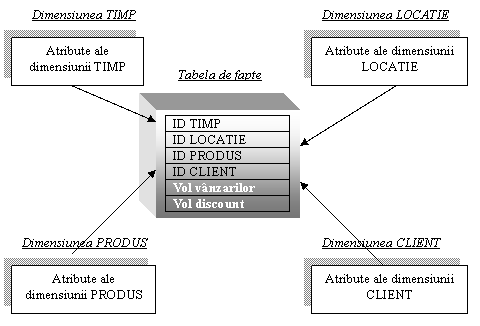 Dimensiunea TIMP
Dimensiunea LOCATIE
Atribute ale
dimensiunii TIMP
Atribute ale dimensiunii
LOCATIE
Tabela de fapte
ID TIMP
ID LOCATIE
ID PRODUS
ID CLIENT
Vol vânzarilor
Vol discount
Dimensiunea PRODUS
Dimensiunea CLIENT
Atribute ale
dimensiunii PRODUS
Atribute ale dimensiunii
CLIENT